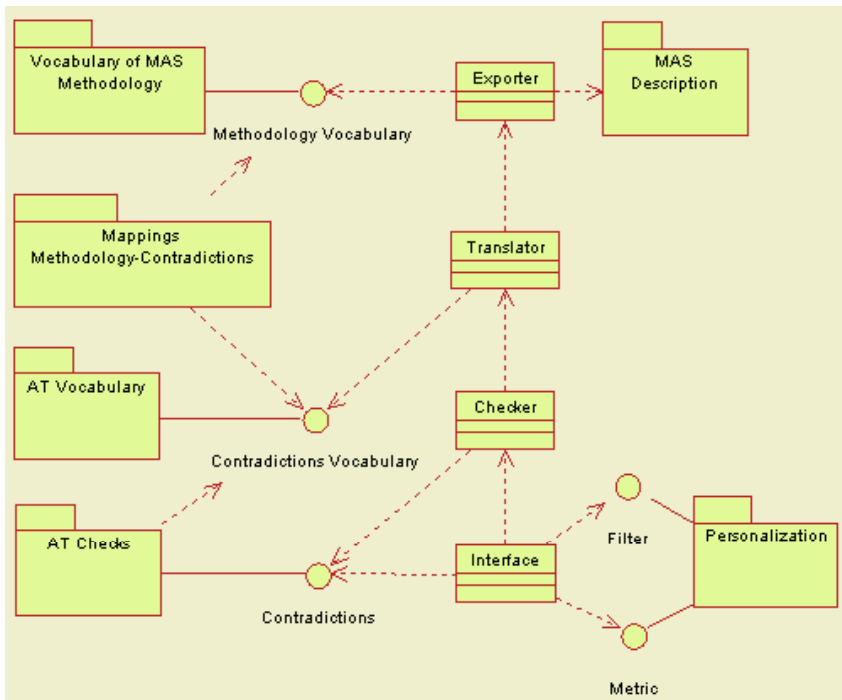 Vocabulary of MAS
Methodology
Exporter
MAS
Description
Methodology Vocabulary
Mappings
Methodology-Contradictions
Translator
AT Vocabulary
Checker
Contradictions Vocabulary
AT Checks
Interface
Filter
Personalization
Contradictions
Metric